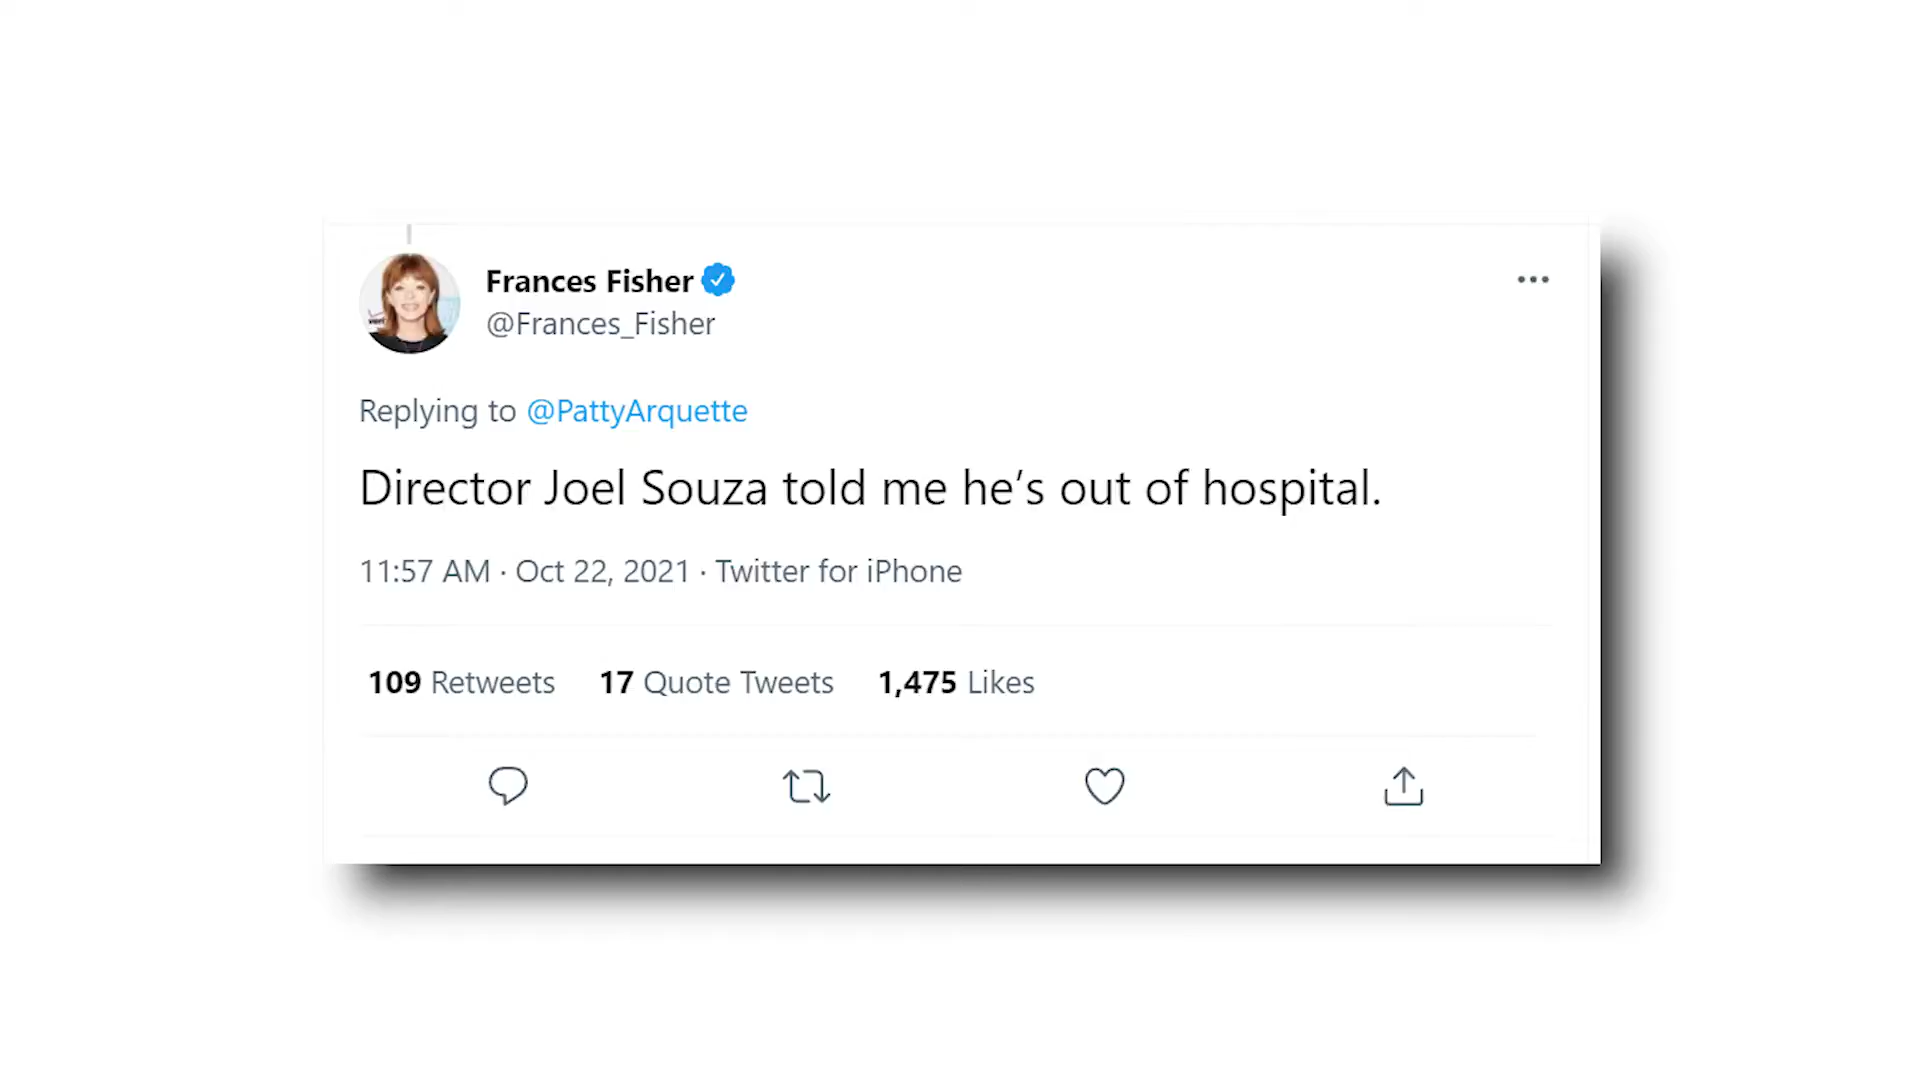 Frances Fisher
@Frances_Fisher
Replying to @PattyArquette
Director Joel Souza told me he’s out of hospital.
11:57 AM · Oct 22, 2021 · Twitter for iPhone
109 Retweets 17 Quote Tweets 1,475 Likes